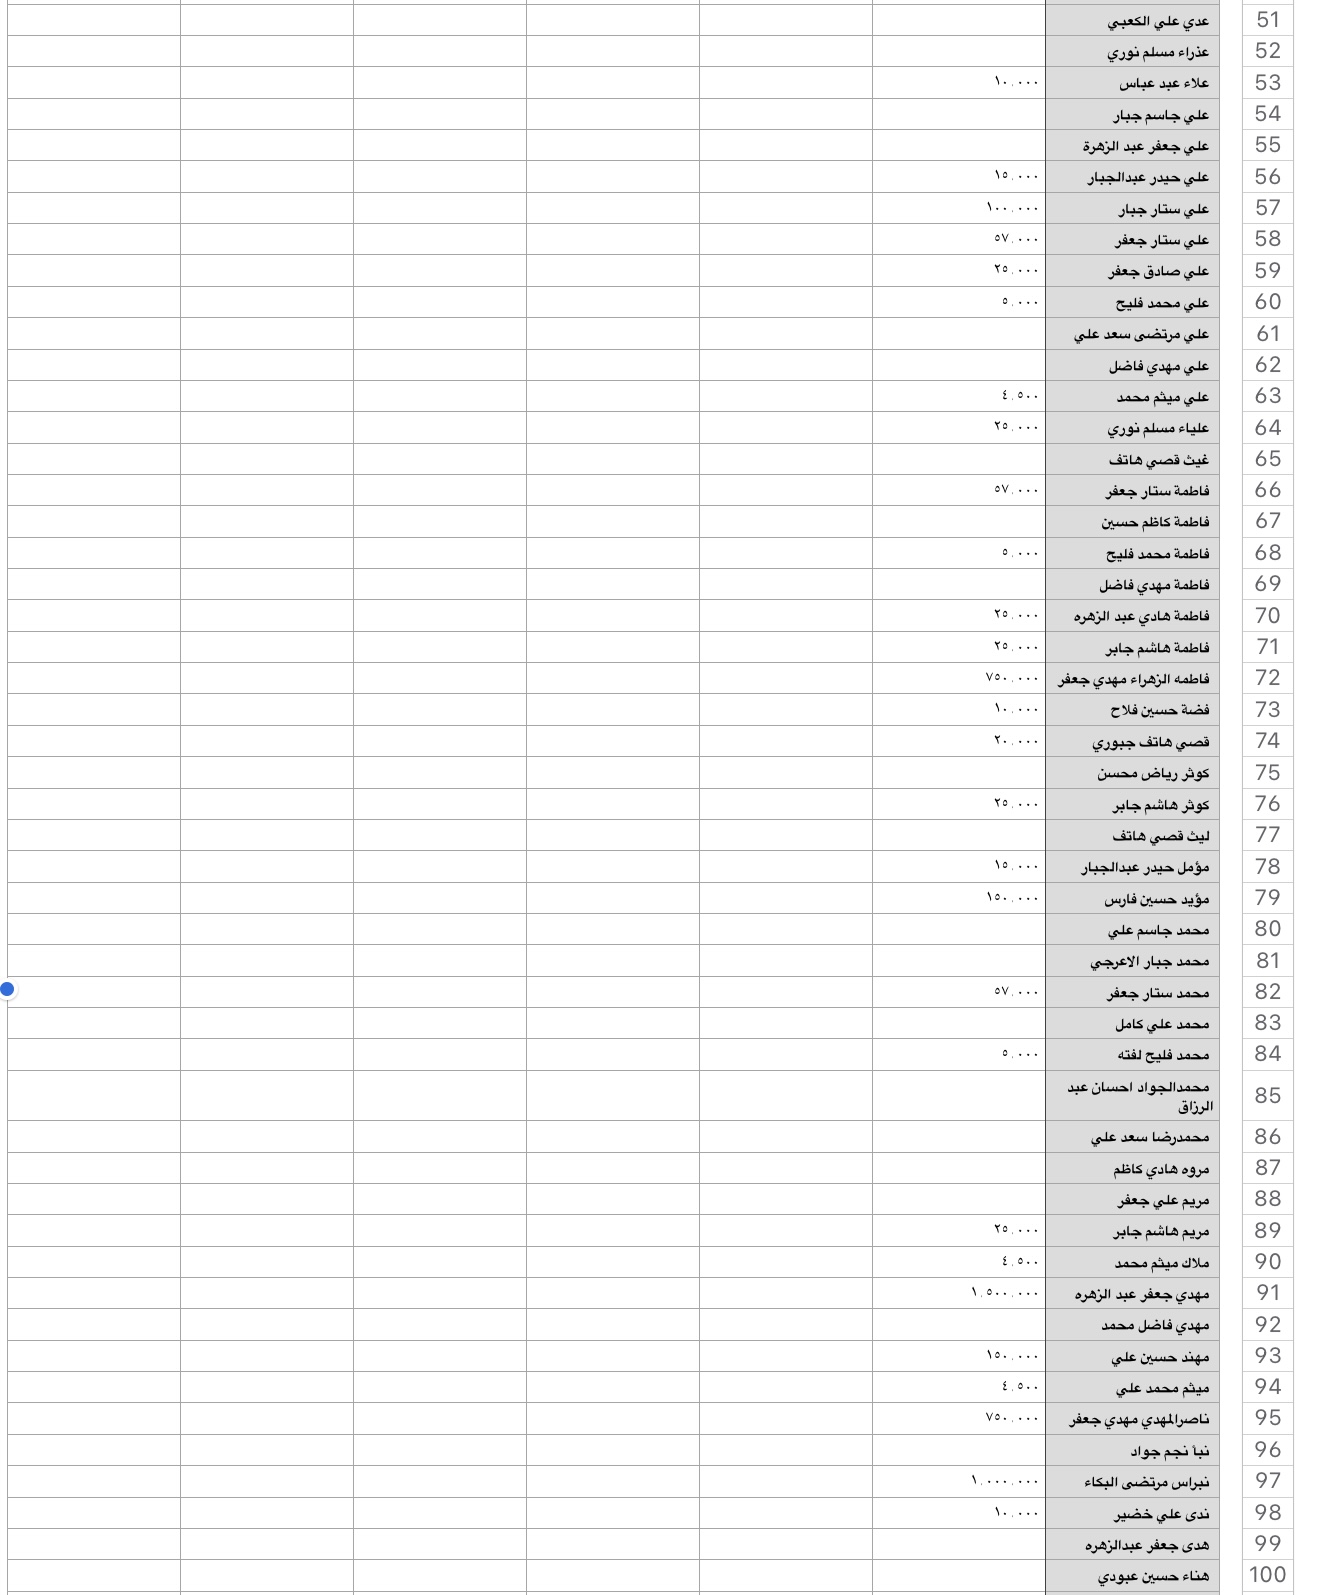 51 عدي علي الكعبي
52 عذراء مسلم نوري
53 علاء عبد عباس ١٠.٠٠٠
54 علي جاسم جبار
55 علي جعفر عبد الزهرة
56 علي حيدر عبدالجبار ١٥.٠٠٠
57 علي ستار جبار ١٠٠.٠٠٠
58 علي ستار جعفر ٥٧.٠٠٠
59 علي صادق جعفر ٢٥.٠٠٠
60 علي محمد فليح ٥.٠٠٠
61 علي مرتضى سعد علي
62 علي مهدي فاضل
63 علي ميثم محمد ٤.٥٠٠
64 علياء مسلم نوري ٢٥.٠٠٠
65 غيث قصي هاتف
66 فاطمة ستار جعفر ٥٧.٠٠٠
67 فاطمة كاظم حسين
68 فاطمة محمد فليح ٥.٠٠٠
69 فاطمة مهدي فاضل
70 فاطمة هادي عبد الزهره ٢٥.٠٠٠
71 فاطمة هاشم جابر ٢٥.٠٠٠
72 فاطمه الزهراء مهدي جعفر ٧٥٠.٠٠٠
73 فضة حسين فلاح ١٠.٠٠٠
74 قصي هاتف جبوري ٢٠.٠٠٠
75 كوثر رياض محسن
76 كوثر هاشم جابر ٢٥.٠٠٠
77 ليث قصي هاتف
78 مؤمل حيدر عبدالجبار ١٥.٠٠٠
79 مؤيد حسين فارس ١٥٠.٠٠٠
80 محمد جاسم علي
81 محمد جبار الاعرجي
82 محمد ستار جعفر ٥٧.٠٠٠
83 محمد علي كامل
84 محمد فليح لفته ٥.٠٠٠
85 محمدالجواد احسان عبد
الرزاق
86 محمدرضا سعد علي
87 مروه هادي كاظم
88 مريم علي جعفر
89 مريم هاشم جابر ٢٥.٠٠٠
90 ملاك ميثم محمد ٤.٥٠٠
91 مهدي جعفر عبد الزهره ١.٥٠٠.٠٠٠
92 مهدي فاضل محمد
93 مهند حسين علي ١٥٠.٠٠٠
94 ميثم محمد علي ٤.٥٠٠
95 ناصرالمهدي مهدي جعفر ٧٥٠.٠٠٠
96 نبأ نجم جواد
97 نبراس مرتضى البكاء ١.٠٠٠.٠٠٠
98 ندى علي خضير ١٠.٠٠٠
99 هدى جعفر عبدالزهره
100 هناء حسين عبودي